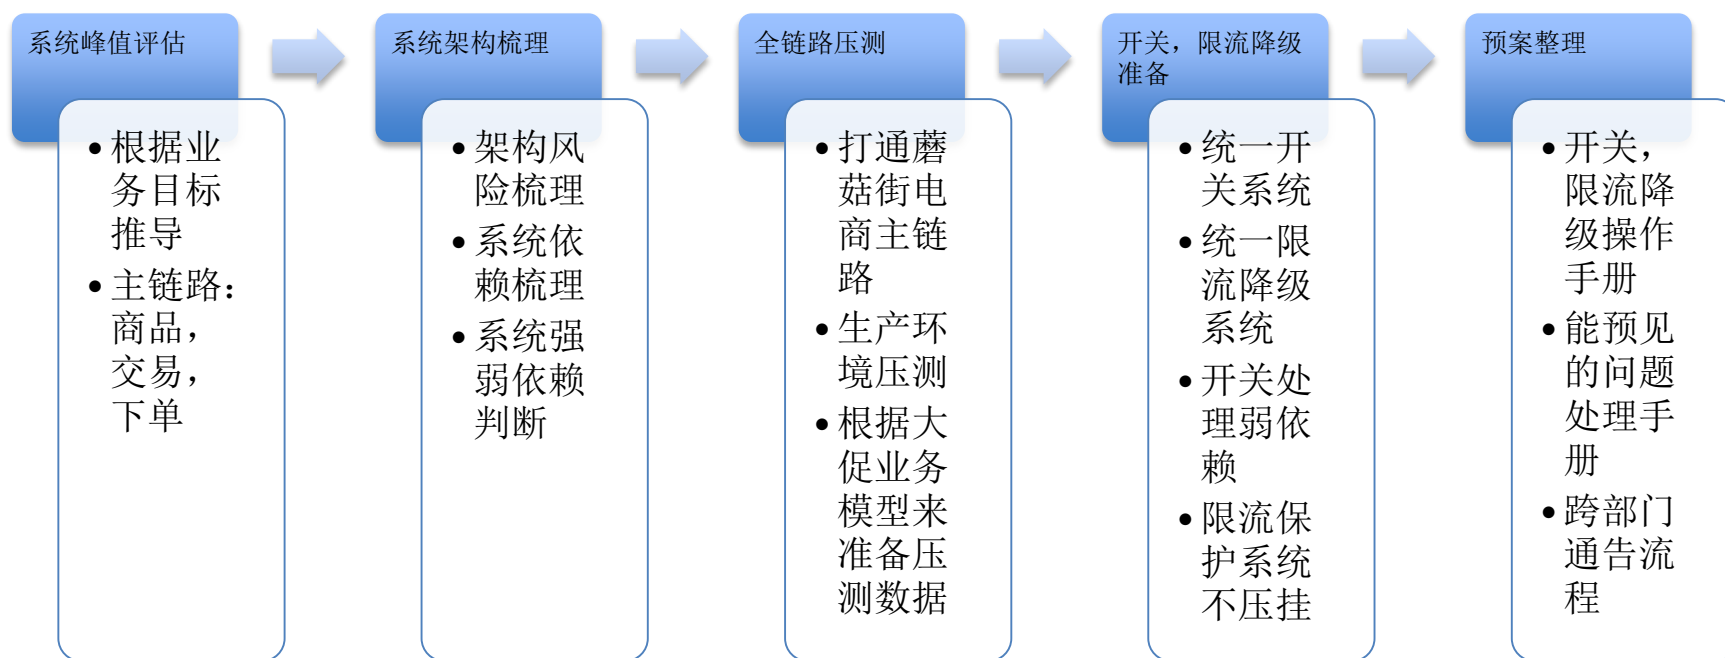 系统峰值评估
• 根据业
务目标
推导
• 主链路：
商品，
交易，
下单
系统架构梳理
• 架构风
险梳理
• 系统依
赖梳理
• 系统强
弱依赖
判断
全链路压测
• 打通蘑
菇街电
商主链
路
• 生产环
境压测
• 根据大
促业务
模型来
准备压
测数据
开关，限流降级
准备
• 统一开
关系统
• 统一限
流降级
系统
• 开关处
理弱依
赖
• 限流保
护系统
不压挂
预案整理
• 开关，
限流降
级操作
手册
• 能预见
的问题
处理手
册
• 跨部门
通告流
程